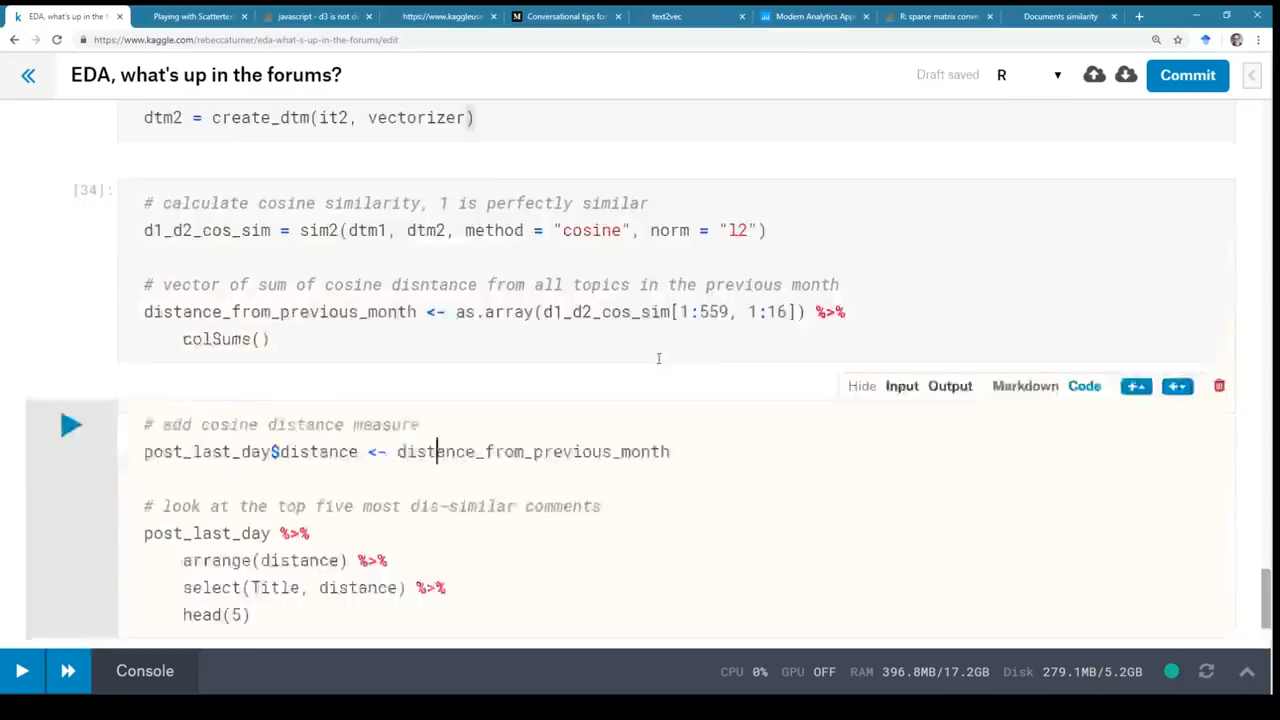 EDA, what's up in the
Playing with Scattertex
javascript - d3 is not di
https://www.kaggleuse
Conversational tips for
text2vec
Modern Analytics App
R: sparse matrix conve
Documents similarity
https://www.kaggle.com/rebeccaturner/eda-what-s-up-in-the-forums/edit
EDA, what's up in the forums?
Draft saved
R
Commit
dtm2 = create_dtm(it2, vectorizer)
[34]:
# calculate cosine similarity, 1 is perfectly similar
d1_d2_cos_sim = sim2(dtm1, dtm2, method = "cosine", norm = "l2")
# vector of sum of cosine disntance from all topics in the previous month
distance_from_previous_month <- as.array(d1_d2_cos_sim[1:559, 1:16]) %>%
colSums()
Hide Input Output Markdown Code
# add cosine distance measure
post_last_day$distance <- distance_from_previous_month
# look at the top five most dis-similar comments
post_last_day %>%
arrange(distance) %>%
select(Title, distance) %>%
head(5)
Console
CPU 0% GPU OFF RAM 396.8MB/17.2GB Disk 279.1MB/5.2GB